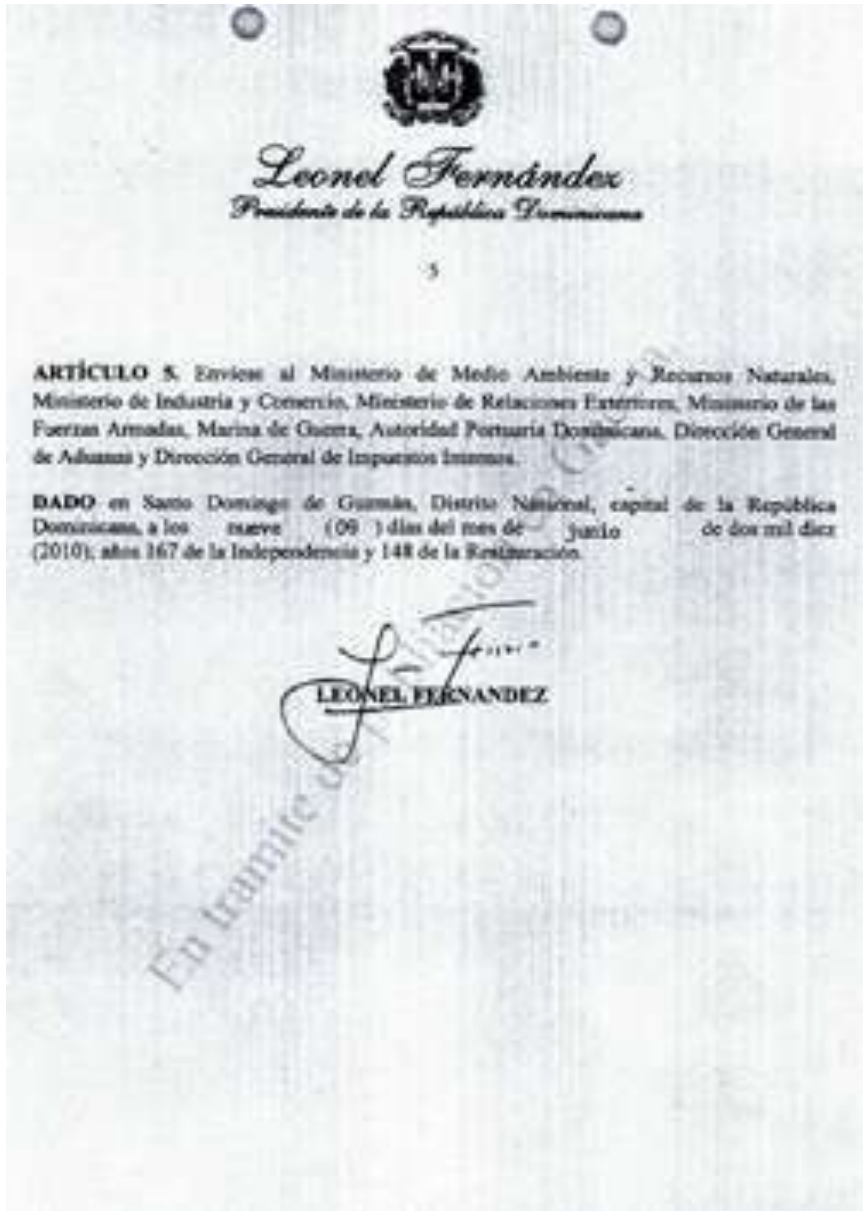 Leonel Fernández
Presidente de la República Dominicana
5
ARTÍCULO 5. Envíese al Ministerio de Medio Ambiente y Recursos Naturales,
Ministerio de Industria y Comercio, Ministerio de Relaciones Exteriores, Ministerio de las
Fuerzas Armadas, Marina de Guerra, Autoridad Portuaria Dominicana, Dirección General
de Aduanas y Dirección General de Impuestos Internos.
DADO en Santo Domingo de Guzmán, Distrito Nacional, capital de la República
Dominicana, a los nueve (09 ) días del mes de junio de dos mil diez
(2010); años 167 de la Independencia y 148 de la Restauración.
LEONEL FERNANDEZ
En tramite de